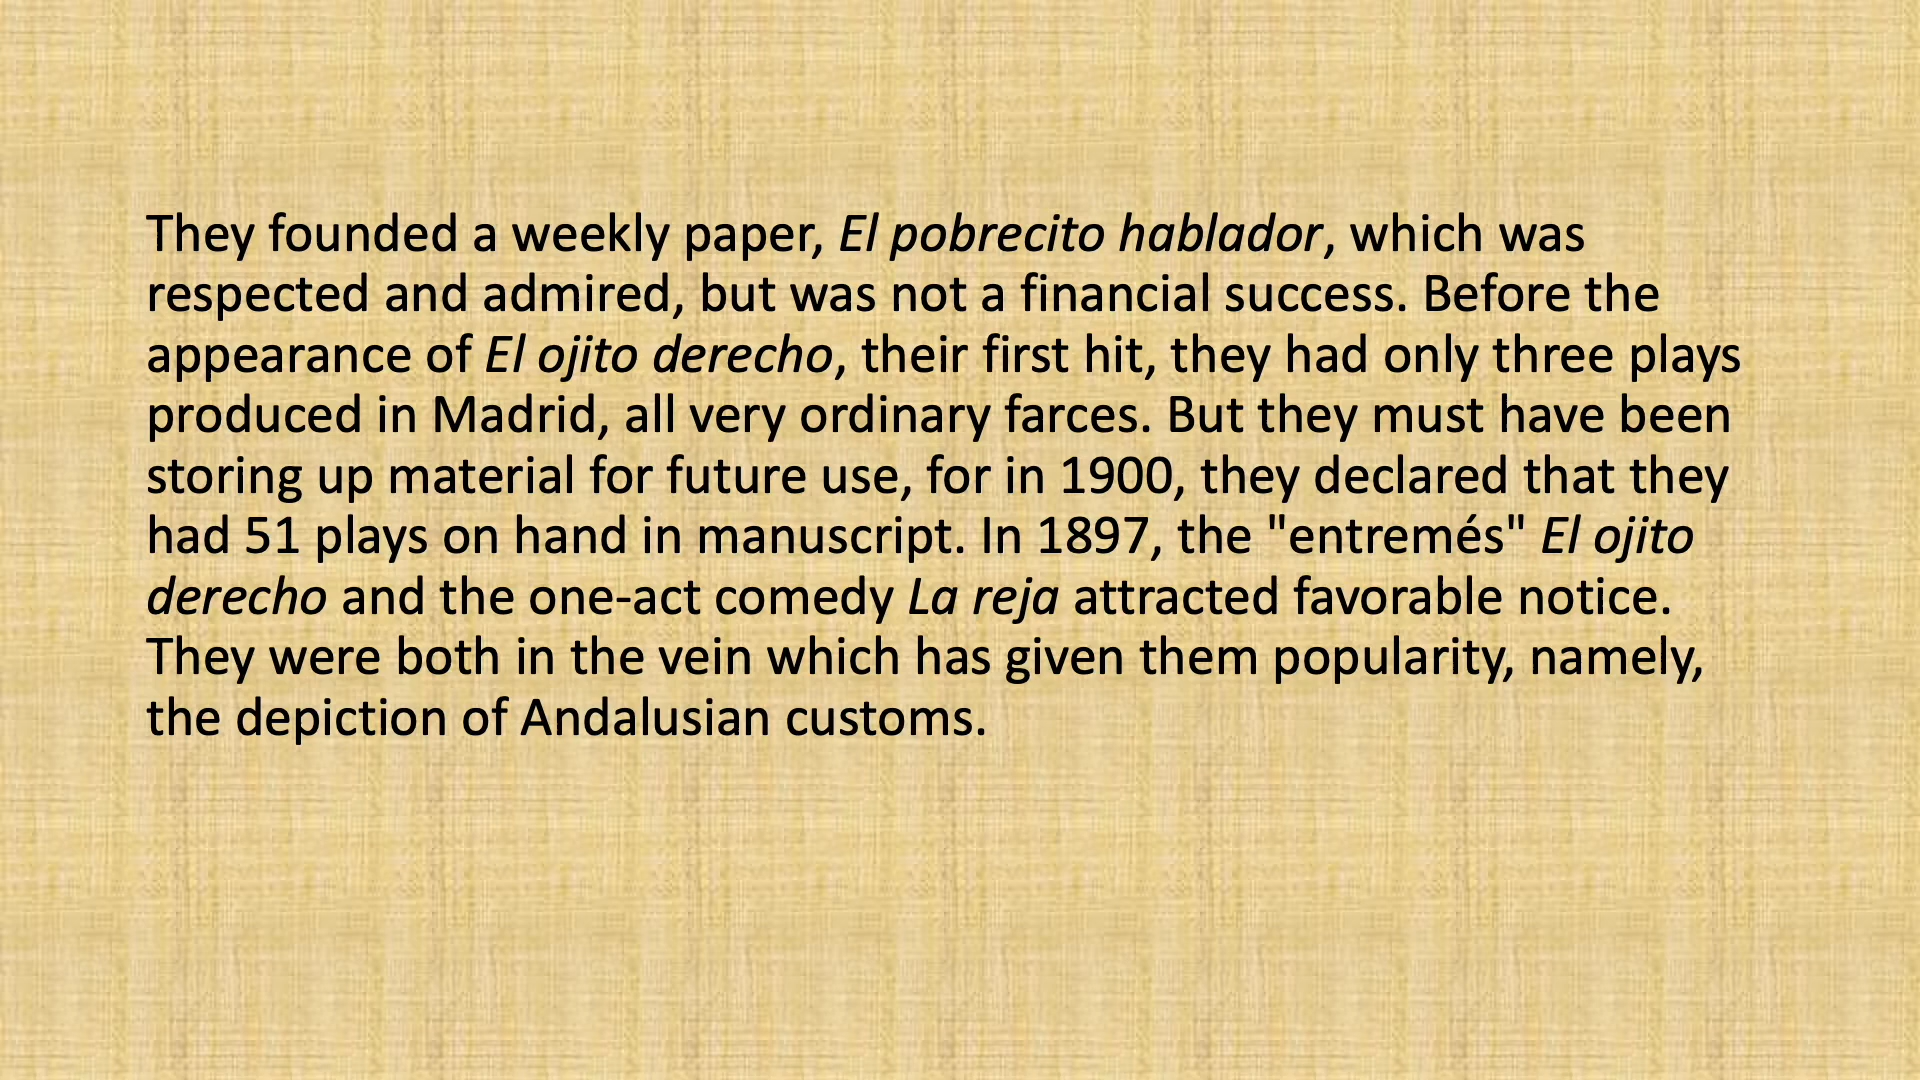 They founded a weekly paper, El pobrecito hablador, which was
respected and admired, but was not a financial success. Before the
appearance of El ojito derecho, their first hit, they had only three plays
produced in Madrid, all very ordinary farces. But they must have been
storing up material for future use, for in 1900, they declared that they
had 51 plays on hand in manuscript. In 1897, the "entremés" El ojito
derecho and the one-act comedy La reja attracted favorable notice.
They were both in the vein which has given them popularity, namely,
the depiction of Andalusian customs.